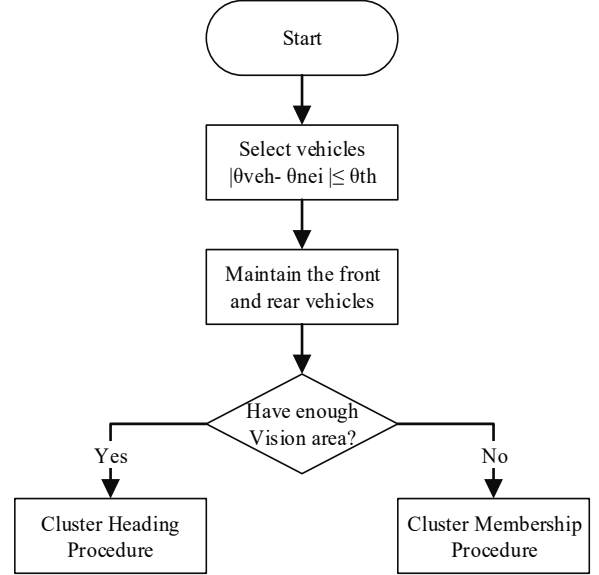 Start
Select vehicles
|θveh- θnei |≤ θth
Maintain the front
and rear vehicles
Have enough
Vision area?
Yes
No
Cluster Heading
Procedure
Cluster Membership
Procedure